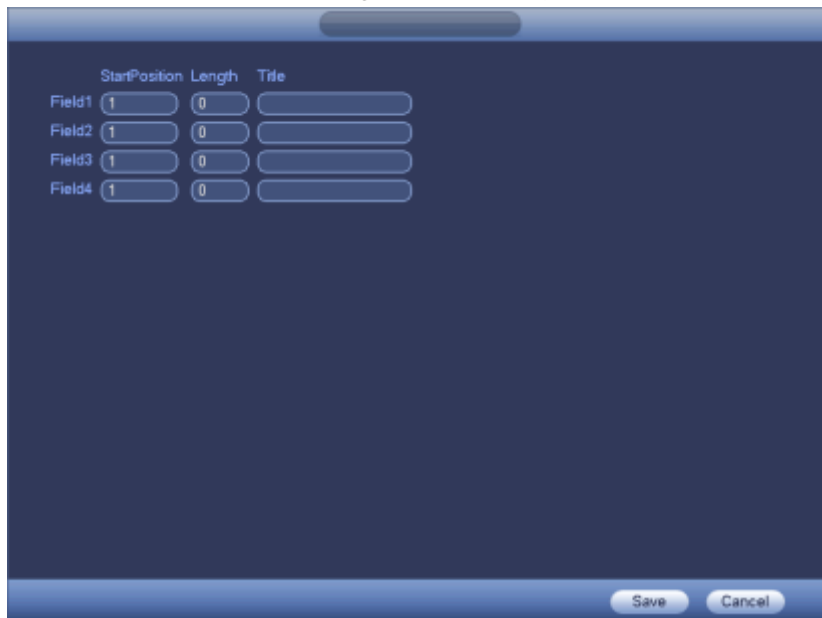 StartPosition Length Title
Field1 1 0
Field2 1 0
Field3 1 0
Field4 1 0
Save Cancel